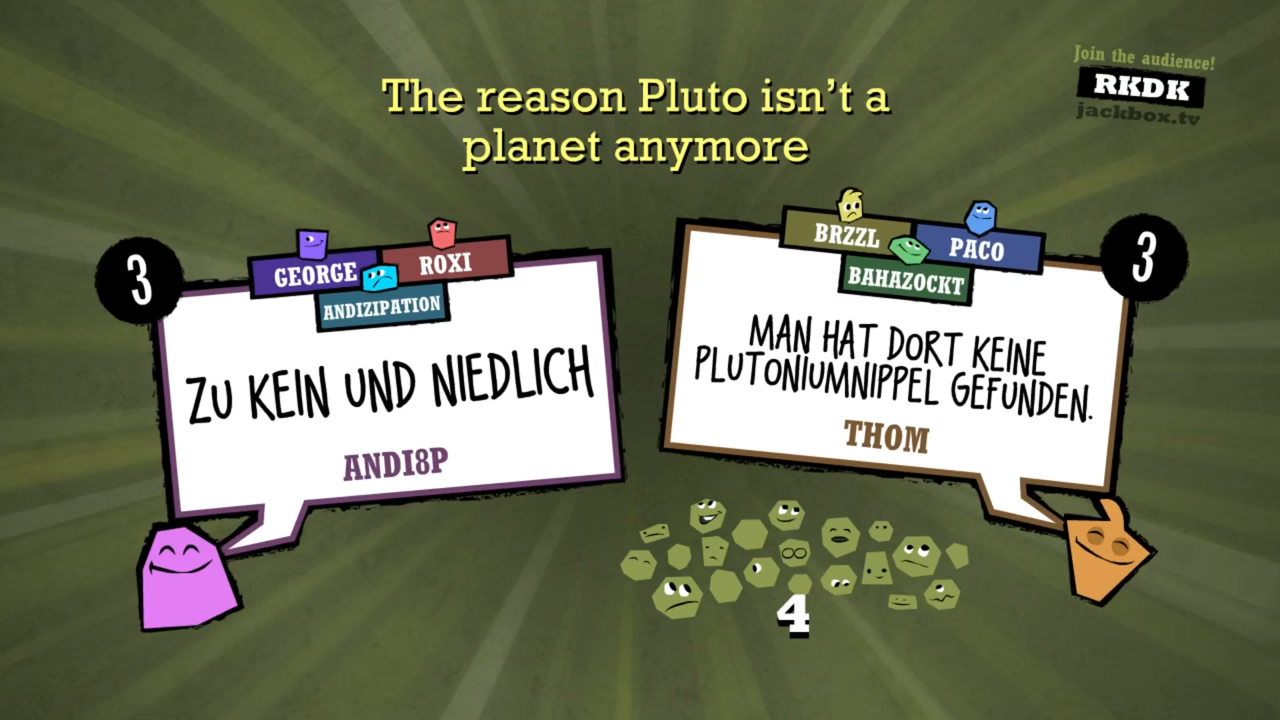 Join the audience!
RKDK
jackbox.tv
The reason Pluto isn't a
planet anymore
3
GEORGE
ROXI
ANDIZIPATION
ZU KEIN UND NIEDLICH
ANDI8P
BRZZL
PACO
BAHAZOCKT
3
MAN HAT DORT KEINE
PLUTONIUMNIPPEL GEFUNDEN.
THOM
4